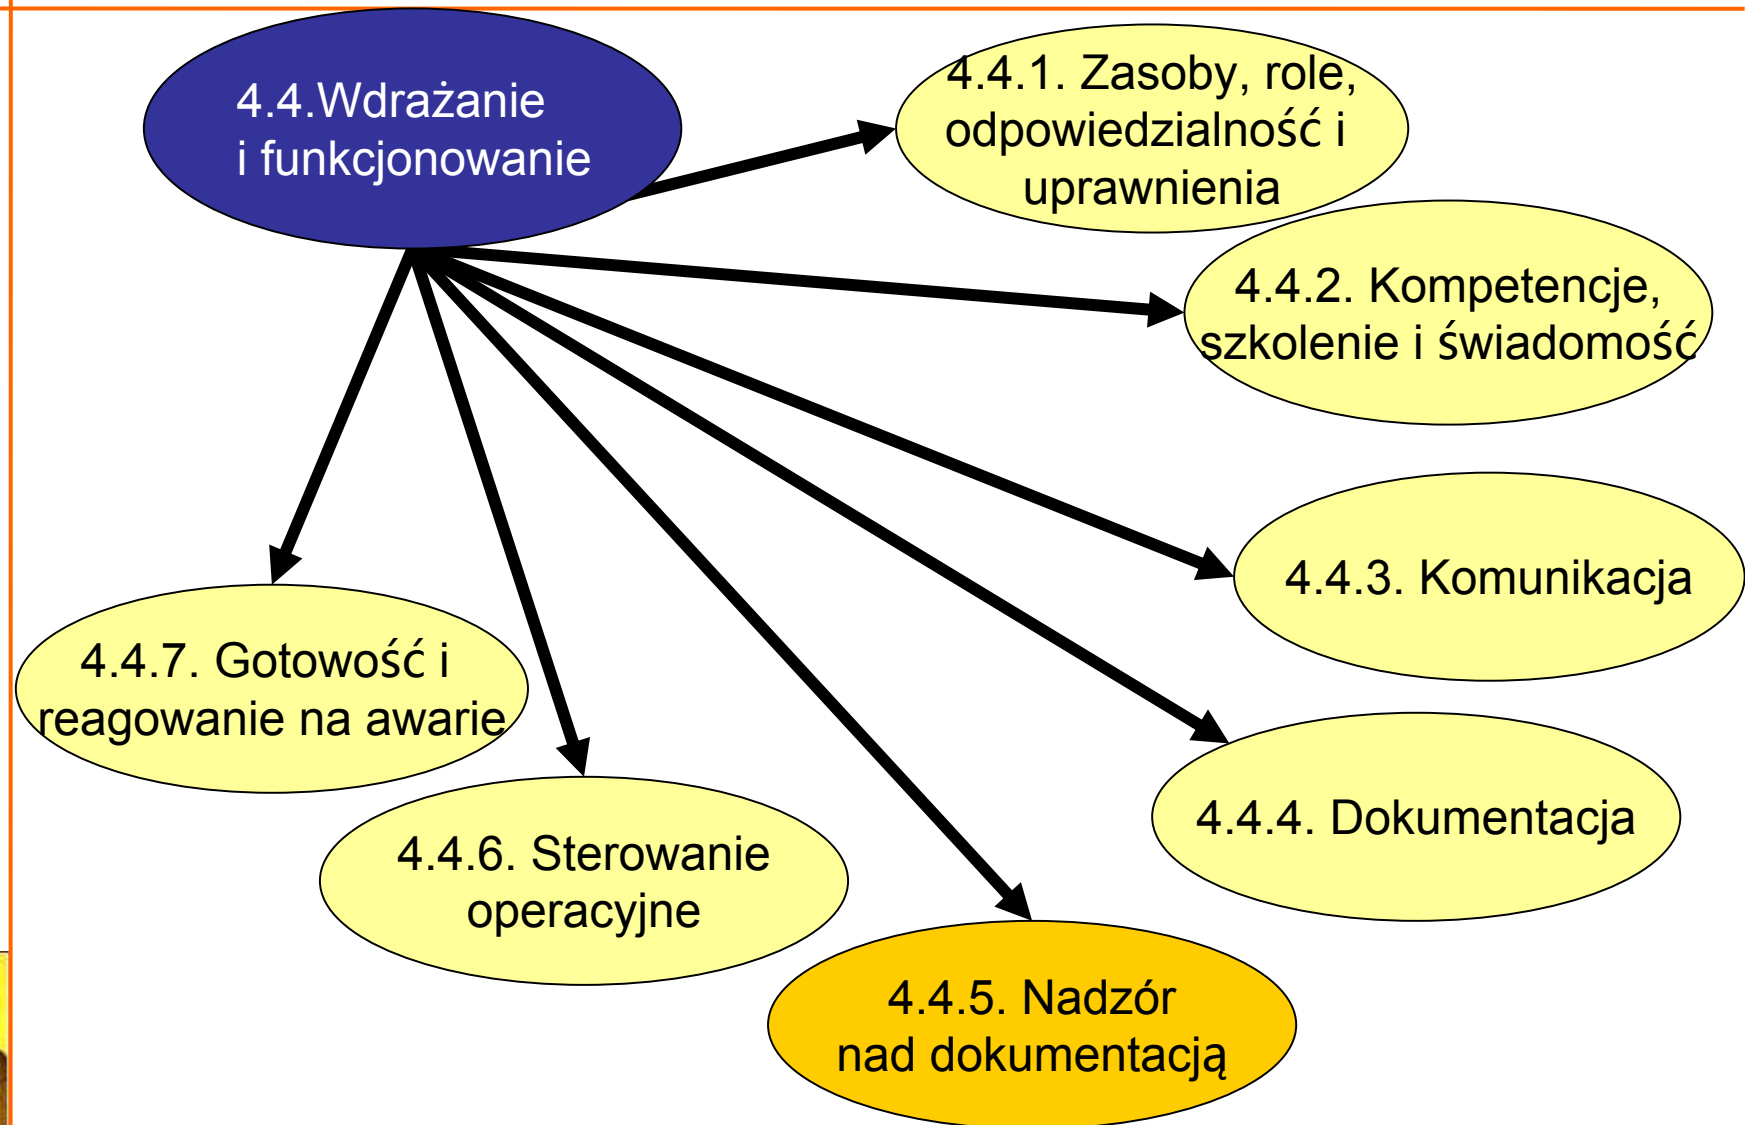 4.4.Wdrażanie
i funkcjonowanie
4.4.1. Zasoby, role,
odpowiedzialność i
uprawnienia
4.4.2. Kompetencje,
szkolenie i świadomość
4.4.3. Komunikacja
4.4.4. Dokumentacja
4.4.5. Nadzór
nad dokumentacją
4.4.6. Sterowanie
operacyjne
4.4.7. Gotowość i
reagowanie na awarie